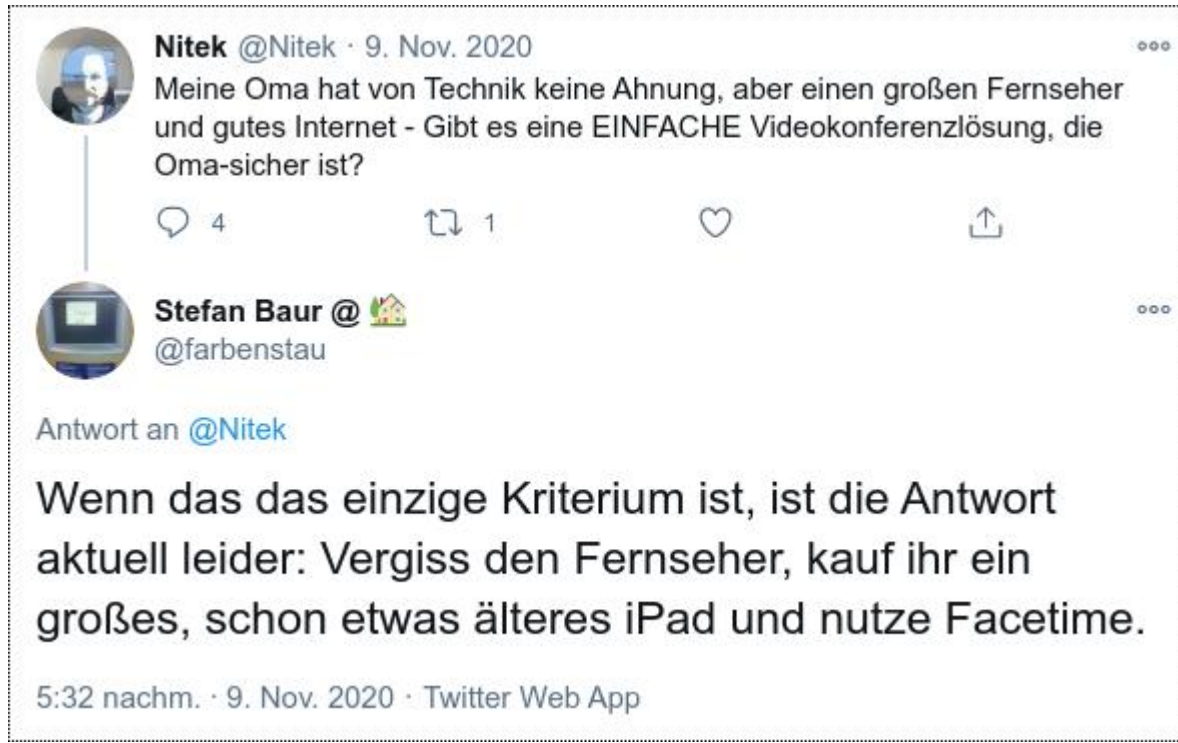 Nitek @Nitek · 9. Nov. 2020
Meine Oma hat von Technik keine Ahnung, aber einen großen Fernseher
und gutes Internet - Gibt es eine EINFACHE Videokonferenzlösung, die
Oma-sicher ist?
4 1
Stefan Baur @ 🏡
@farbenstau
Antwort an @Nitek
Wenn das das einzige Kriterium ist, ist die Antwort
aktuell leider: Vergiss den Fernseher, kauf ihr ein
großes, schon etwas älteres iPad und nutze Facetime.
5:32 nachm. · 9. Nov. 2020 · Twitter Web App